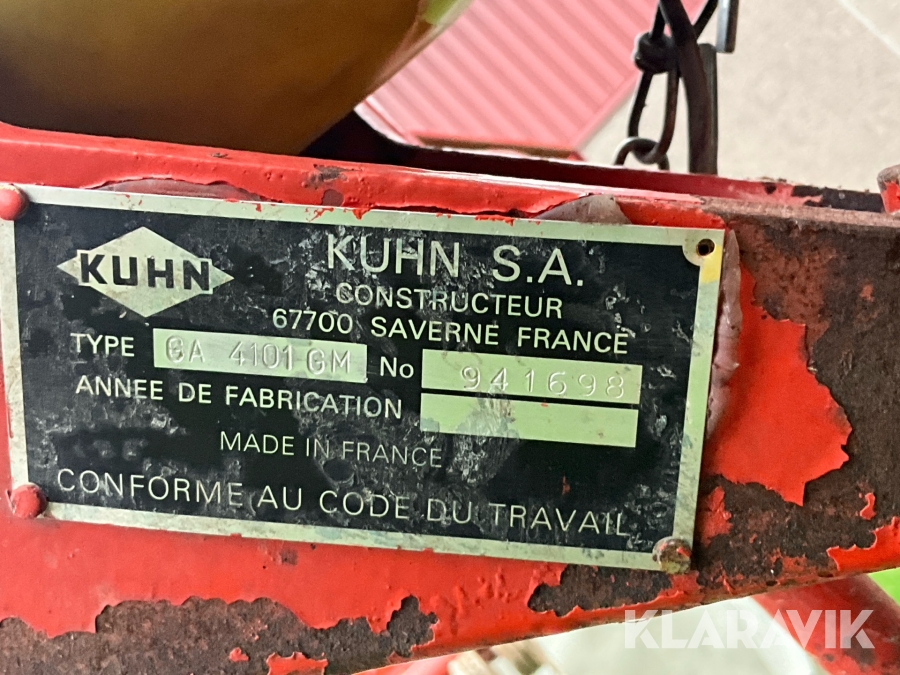 KUHN
KUHN S.A.
CONSTRUCTEUR
67700 SAVERNE FRANCE
TYPE GA 4101 GM No 941698
ANNEE DE FABRICATION
MADE IN FRANCE
CONFORME AU CODE DU TRAVAIL
KLARAVIK